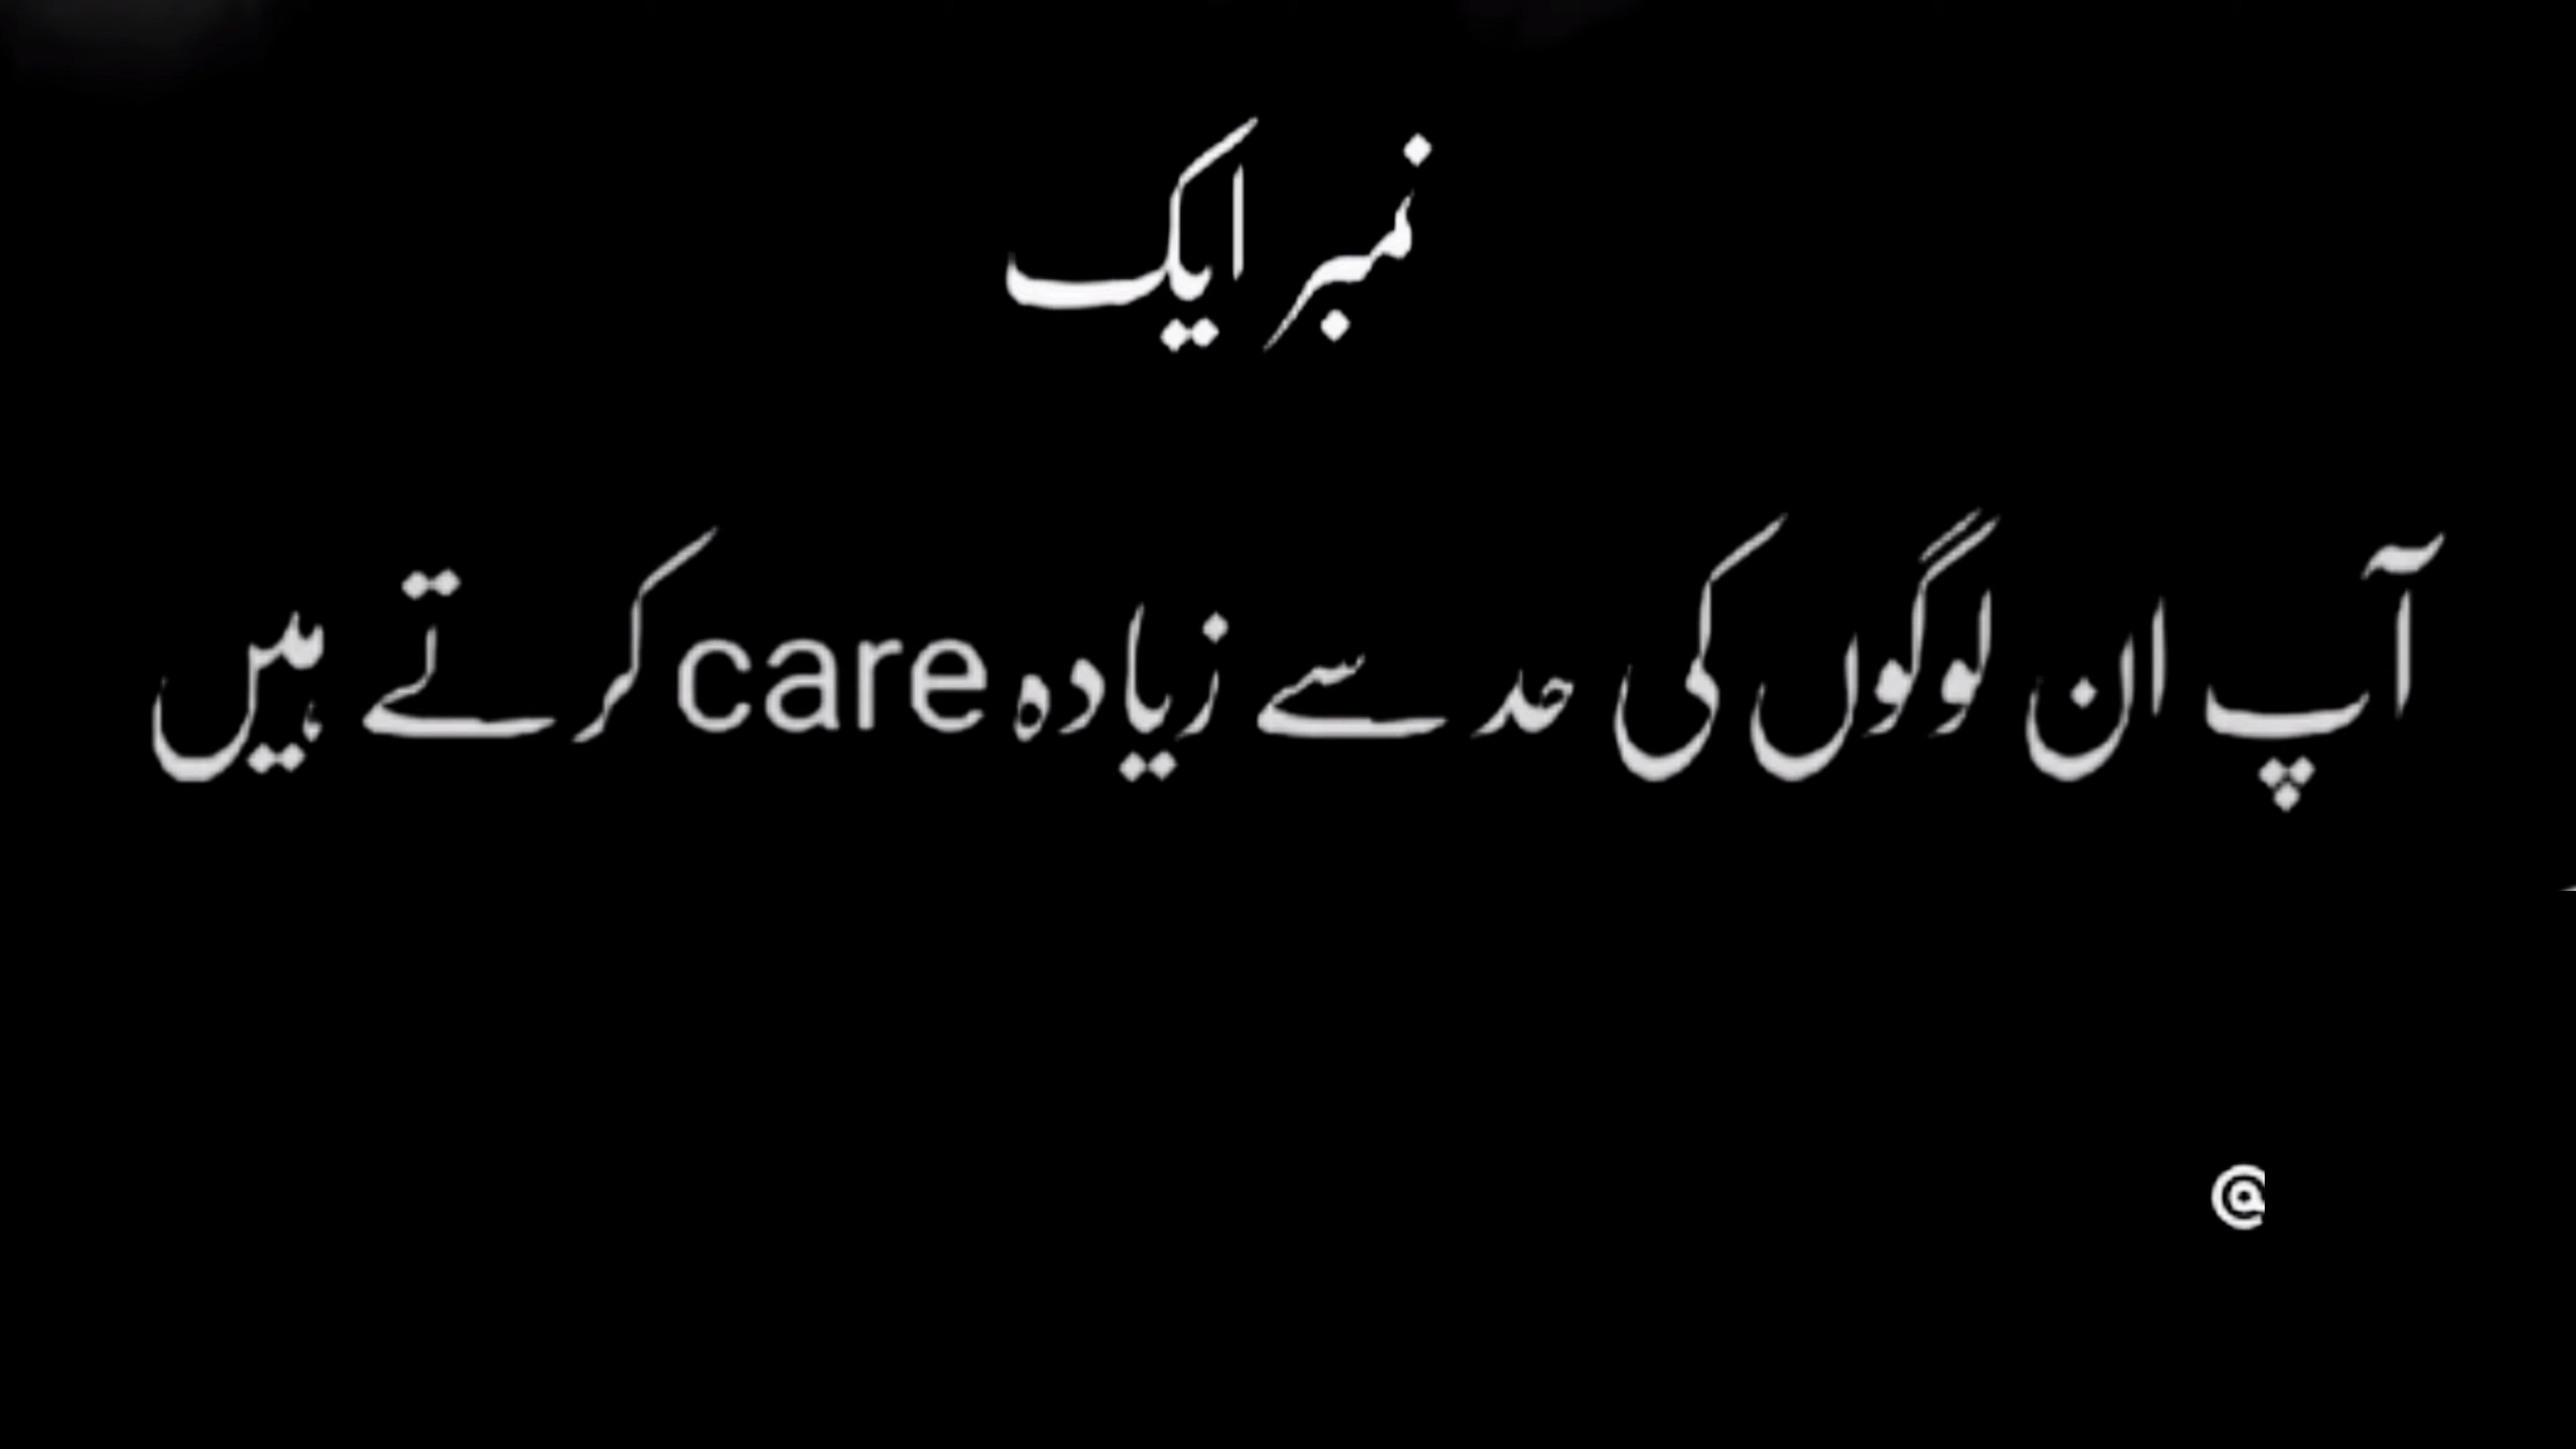 نمبر ایک
آپ ان لوگوں کی حد سے زیادہ care کرتے ہیں
@